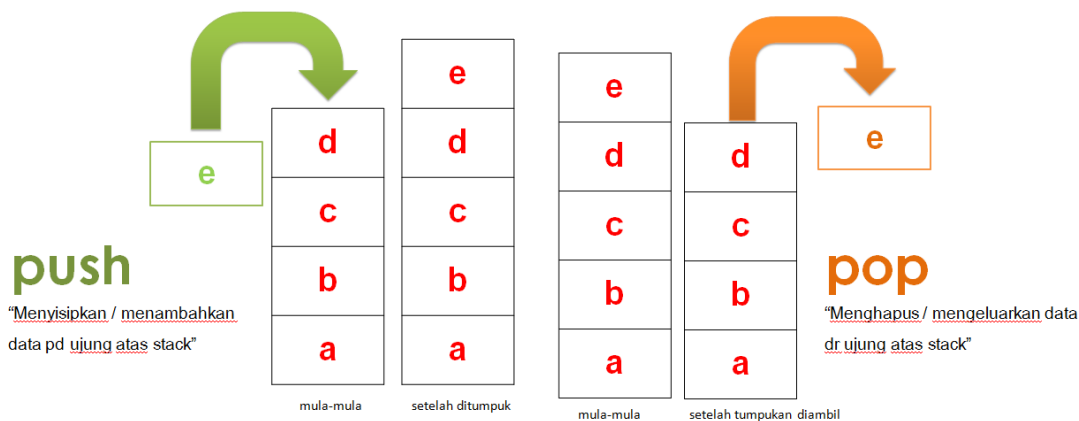 e
d
c
b
a
e
d
c
b
a
push
“Menyisipkan / menambahkan
data pd ujung atas stack”
mula-mula
setelah ditumpuk
e
d
c
b
a
d
c
b
a
e
pop
“Menghapus / mengeluarkan data
dr ujung atas stack”
mula-mula
setelah tumpukan diambil